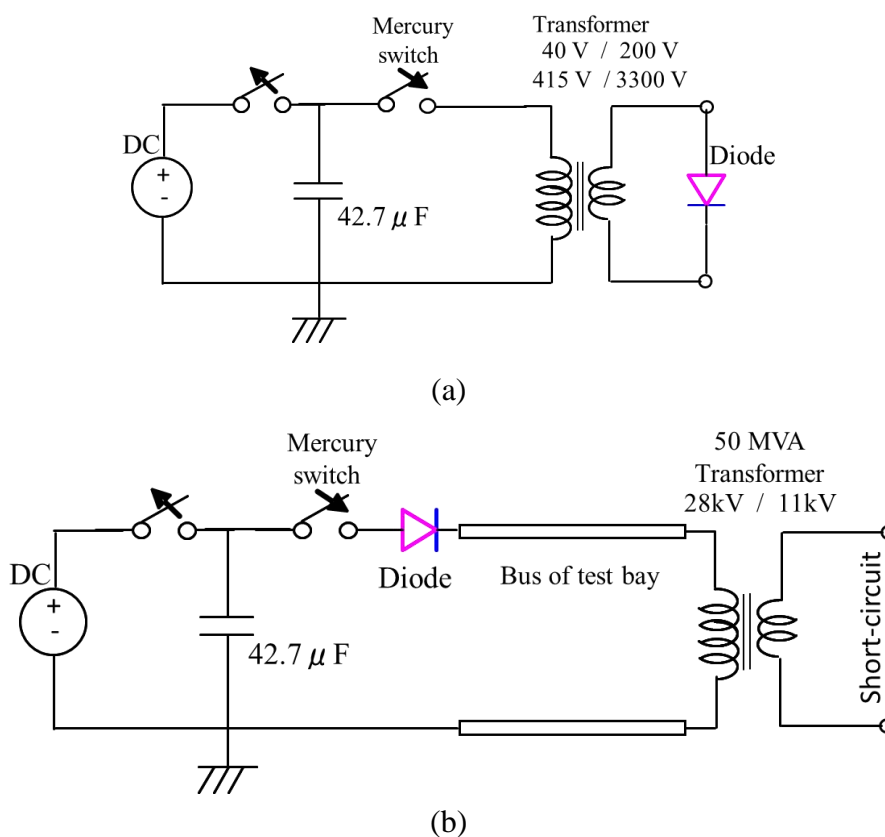 Mercury
switch
Transformer
40 V / 200 V
415 V / 3300 V
DC
+
-
42.7 μ F
Diode
(a)
Mercury
switch
50 MVA
Transformer
28kV / 11kV
DC
+
-
Diode
Bus of test bay
42.7 μ F
Short-circuit
(b)